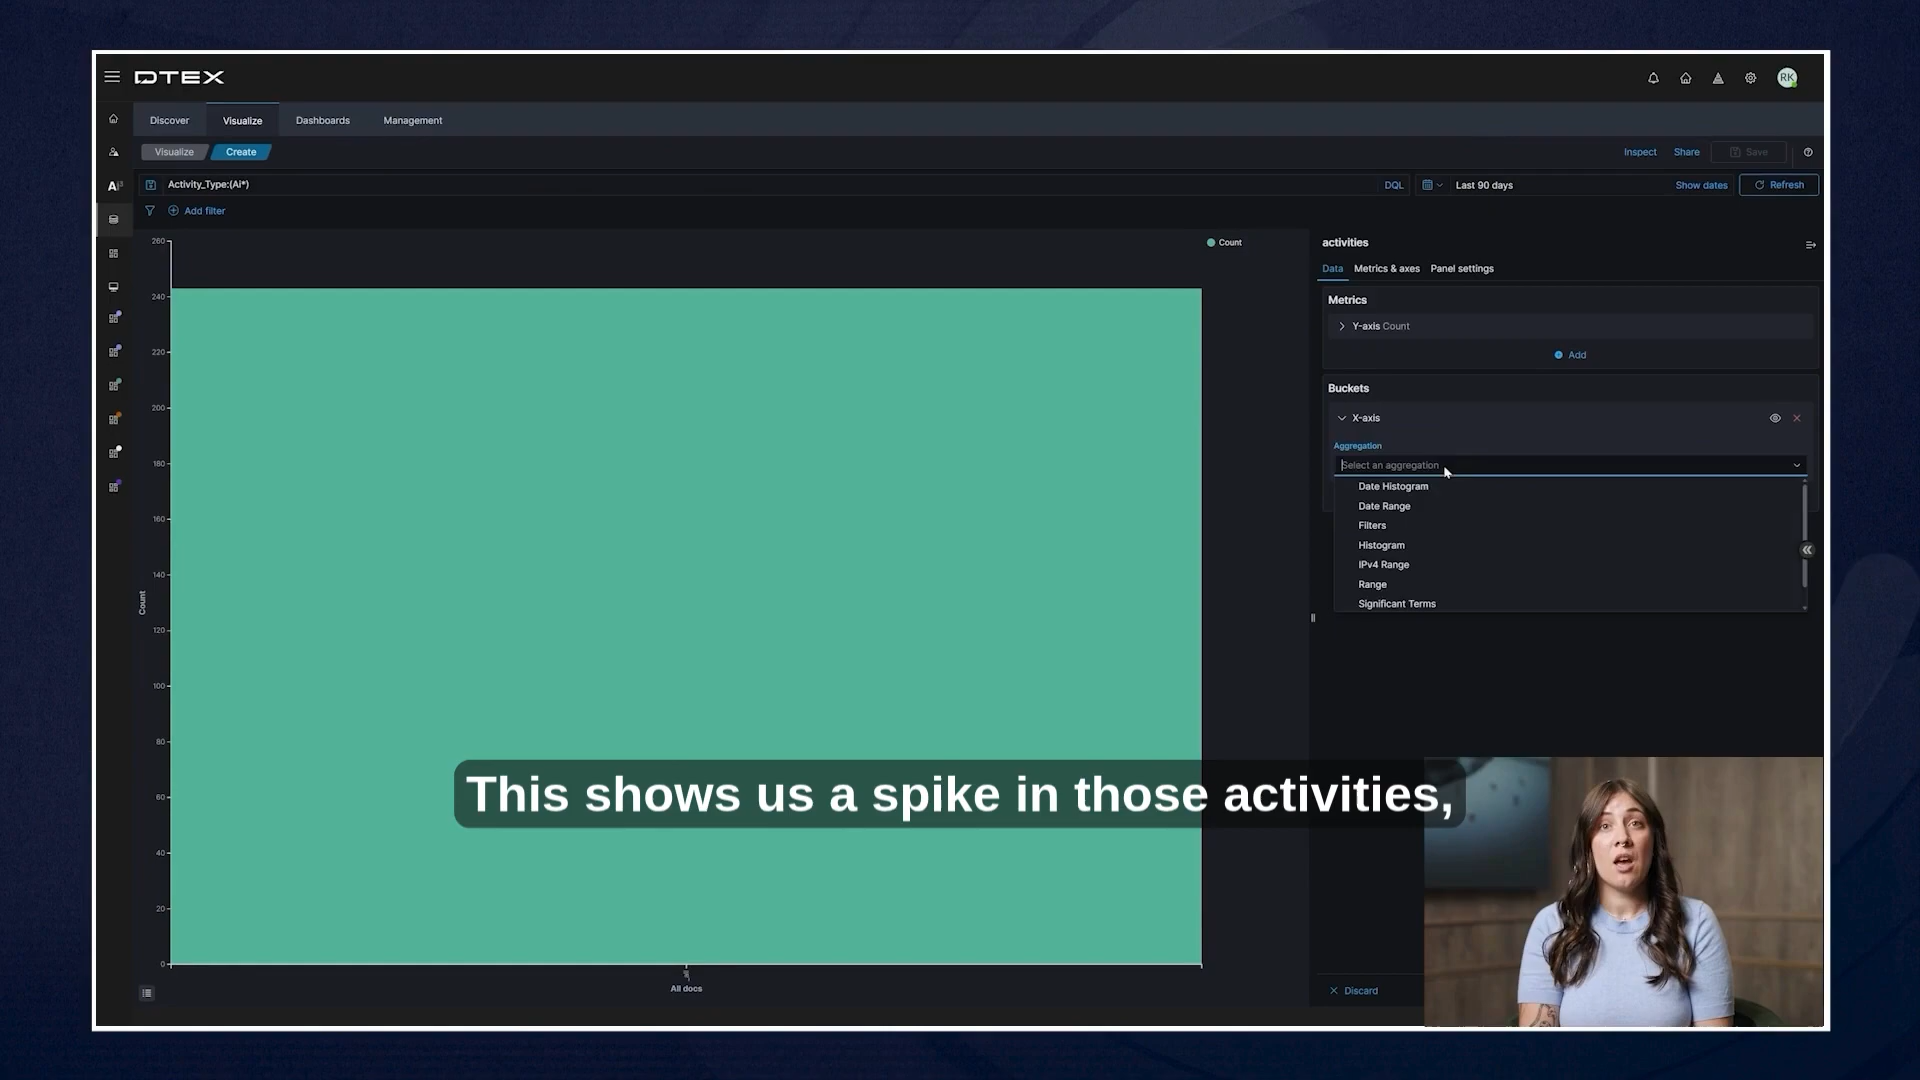 DTEX
RK
Discover
Visualize
Dashboards
Management
Visualize
Create
Inspect
Share
Save
Activity_Type:(Ai*)
DQL
Last 90 days
Show dates
Refresh
Add filter
Ai³
260
240
220
200
180
160
140
120
100
80
60
40
20
0
Count
All docs
Count
activities
Data
Metrics & axes
Panel settings
Metrics
Y-axis Count
Add
Buckets
X-axis
Aggregation
Select an aggregation
Date Histogram
Date Range
Filters
Histogram
IPv4 Range
Range
Significant Terms
Discard
This shows us a spike in those activities,